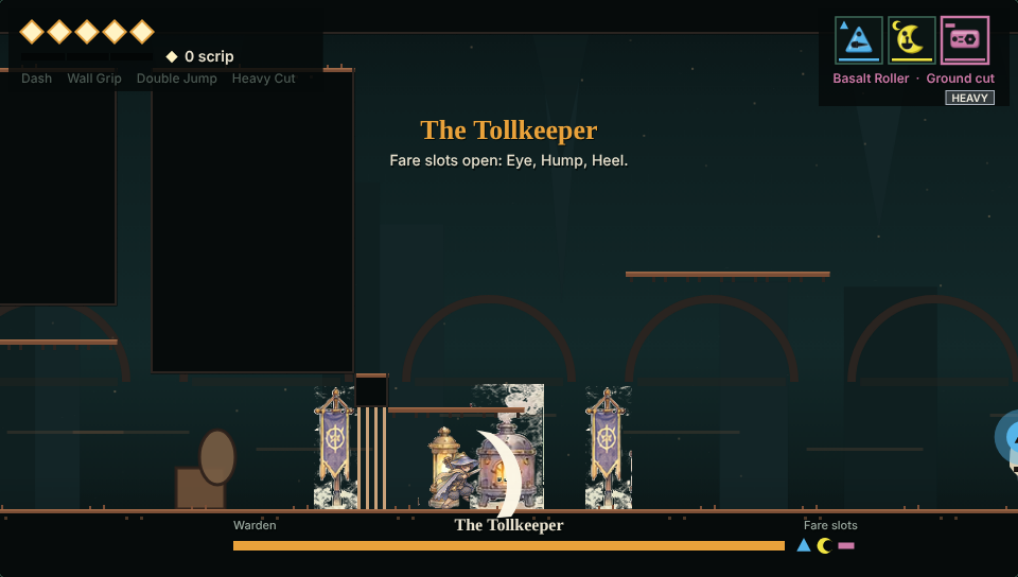 0 scrip
Dash Wall Grip Double Jump Heavy Cut
Basalt Roller · Ground cut
HEAVY
The Tollkeeper
Fare slots open: Eye, Hump, Heel.
Warden
The Tollkeeper
Fare slots